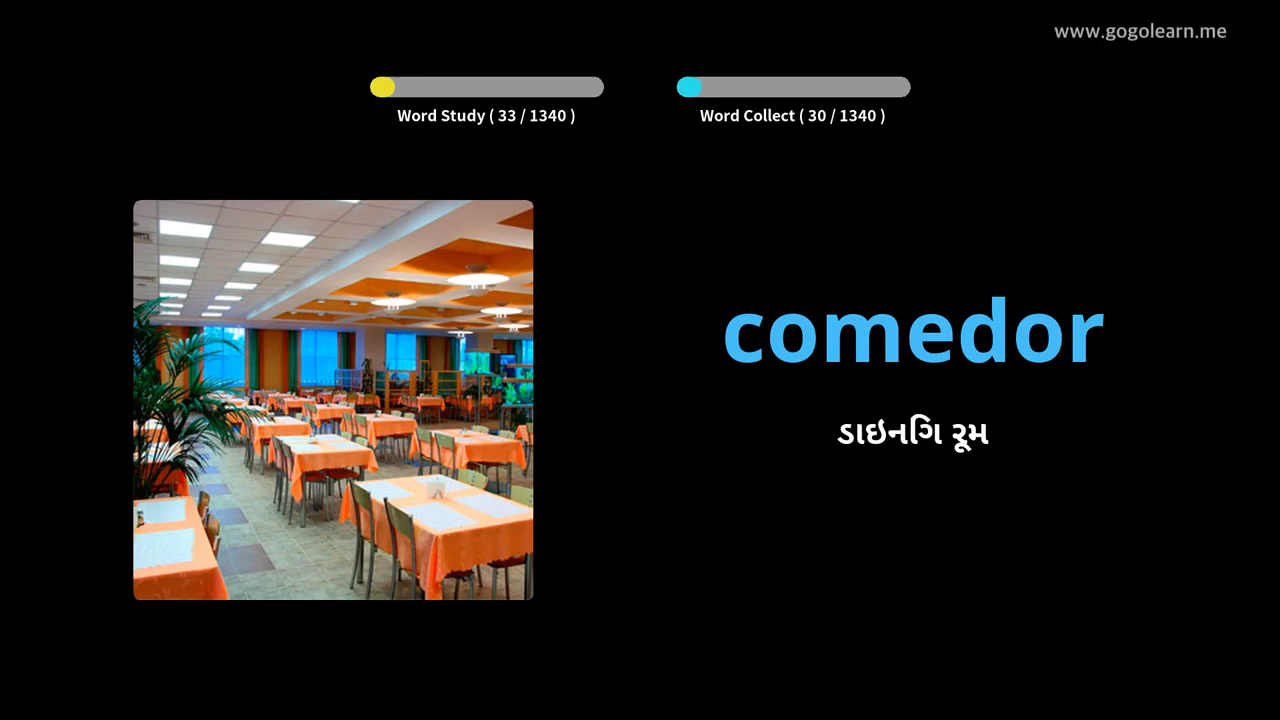 www.gogolearn.me
Word Study ( 33 / 1340 )
Word Collect ( 30 / 1340 )
comedor
ડાઇનગિ રૂમ